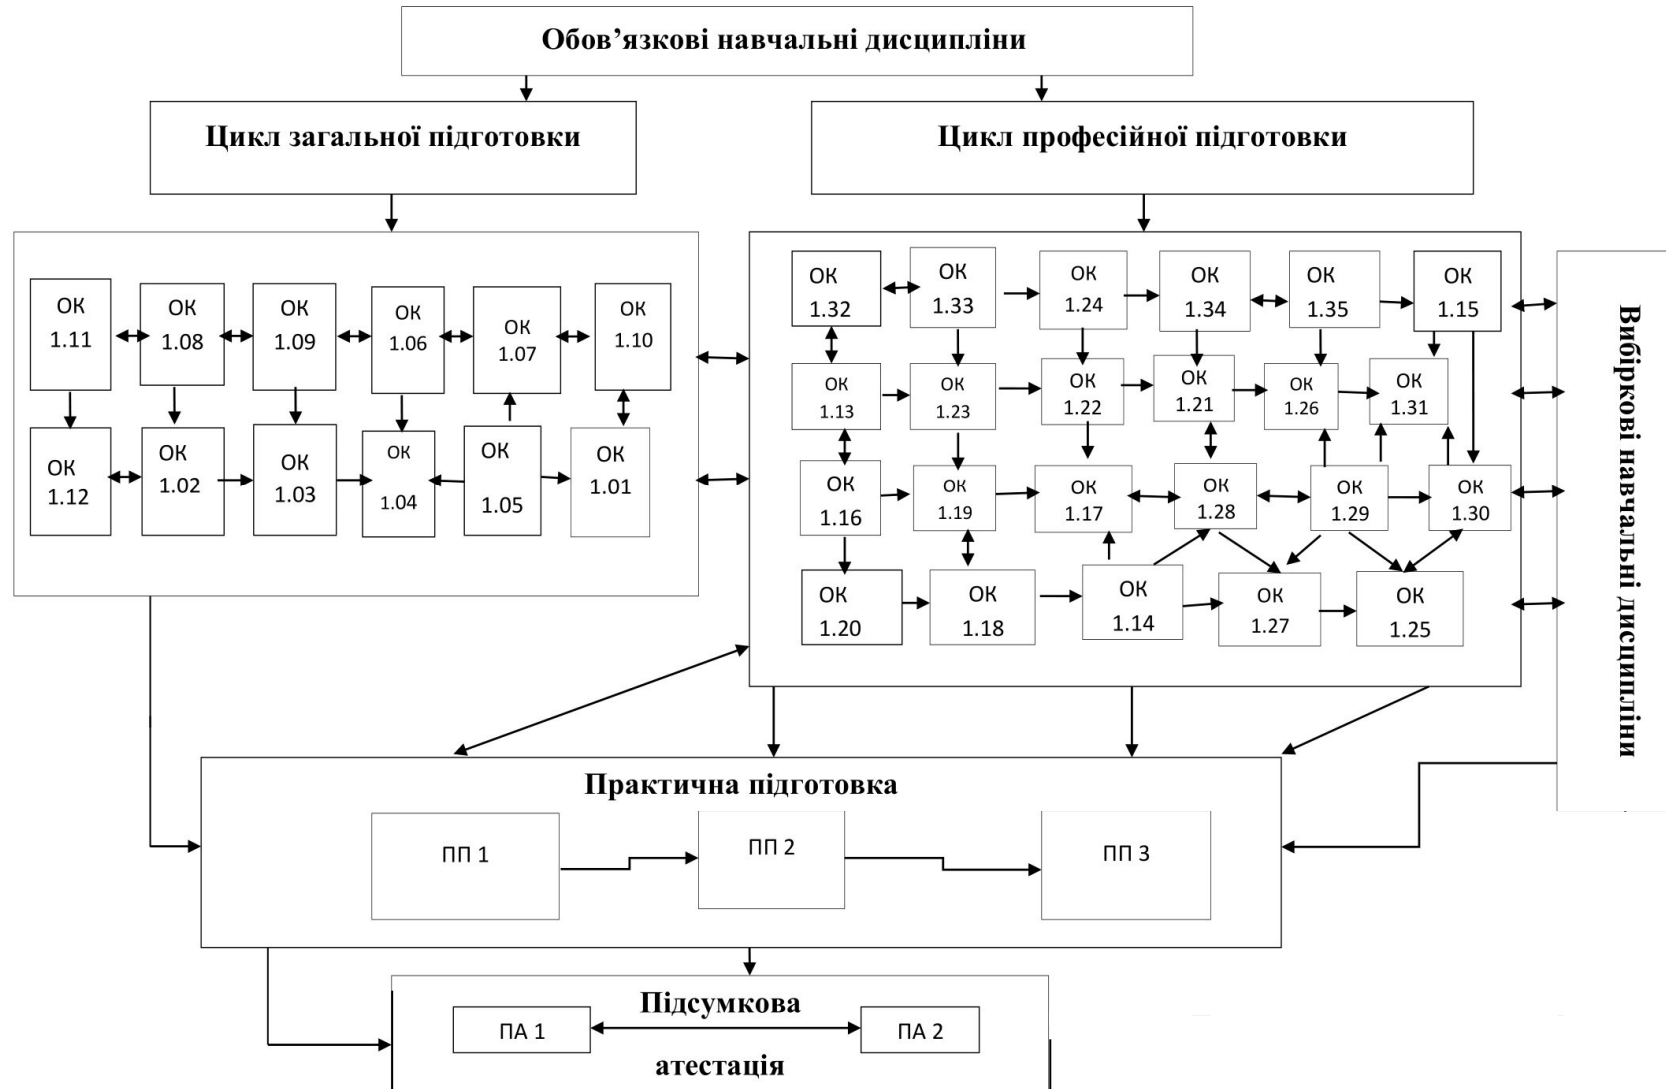 Обов’язкові навчальні дисципліни
Цикл загальної підготовки
Цикл професійної підготовки
ОК
1.11
ОК
1.08
ОК
1.09
ОК
1.06
ОК
1.07
ОК
1.10
ОК
1.12
ОК
1.02
ОК
1.03
ОК
1.04
ОК
1.05
ОК
1.01
ОК
1.32
ОК
1.33
ОК
1.24
ОК
1.34
ОК
1.35
ОК
1.15
ОК
1.13
ОК
1.23
ОК
1.22
ОК
1.21
ОК
1.26
ОК
1.31
ОК
1.16
ОК
1.19
ОК
1.17
ОК
1.28
ОК
1.29
ОК
1.30
ОК
1.20
ОК
1.18
ОК
1.14
ОК
1.27
ОК
1.25
Вибіркові навчальні дисципліни
Практична підготовка
ПП 1
ПП 2
ПП 3
Підсумкова
ПА 1
ПА 2
атестація